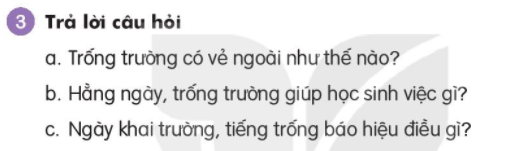 3 Trả lời câu hỏi
a. Trống trường có vẻ ngoài như thế nào?
b. Hằng ngày, trống trường giúp học sinh việc gì?
c. Ngày khai trường, tiếng trống báo hiệu điều gì?